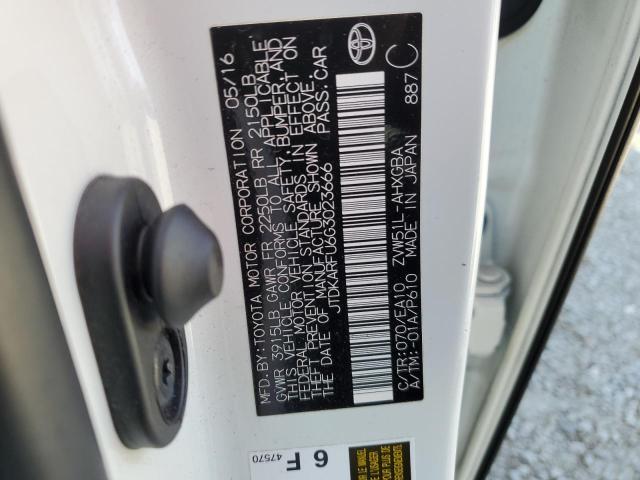 MFD.BY:TOYOTA MOTOR CORPORATION 05/16
GVWR 3915LB GAWR FR 2250LB RR 2150LB
THIS VEHICLE CONFORMS TO ALL APPLICABLE
FEDERAL MOTOR VEHICLE SAFETY,BUMPER,AND
THEFT PREVENTION STANDARDS IN EFFECT ON
THE DATE OF MANUFACTURE SHOWN ABOVE.
JTDKARFU6G3023666 PASS.CAR
C/TR:070/EA10 ZVW51L-AHXGBA
A/TM:-01A/P610 MADE IN JAPAN 887 C
6 F
47570